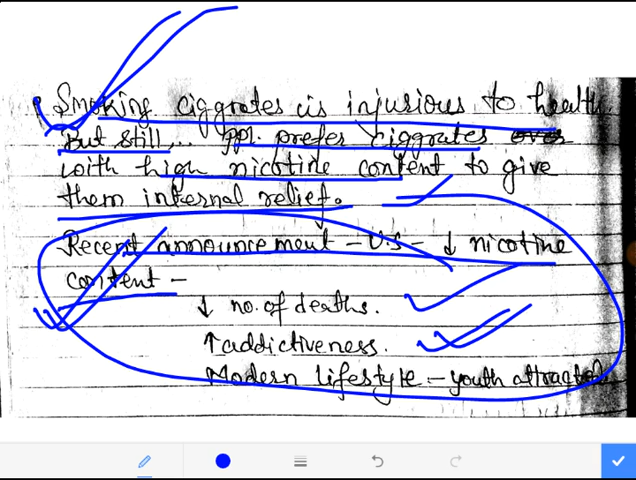 Smoking ciggrates is injurious to health.
But still... ppl. prefer ciggrates
with high nicotine content to give
them internal relief.
Recent announcement - U.S - ↓ nicotine
content -
↓ no. of deaths.
↑ addictiveness.
Modern lifestyle - youth attracted